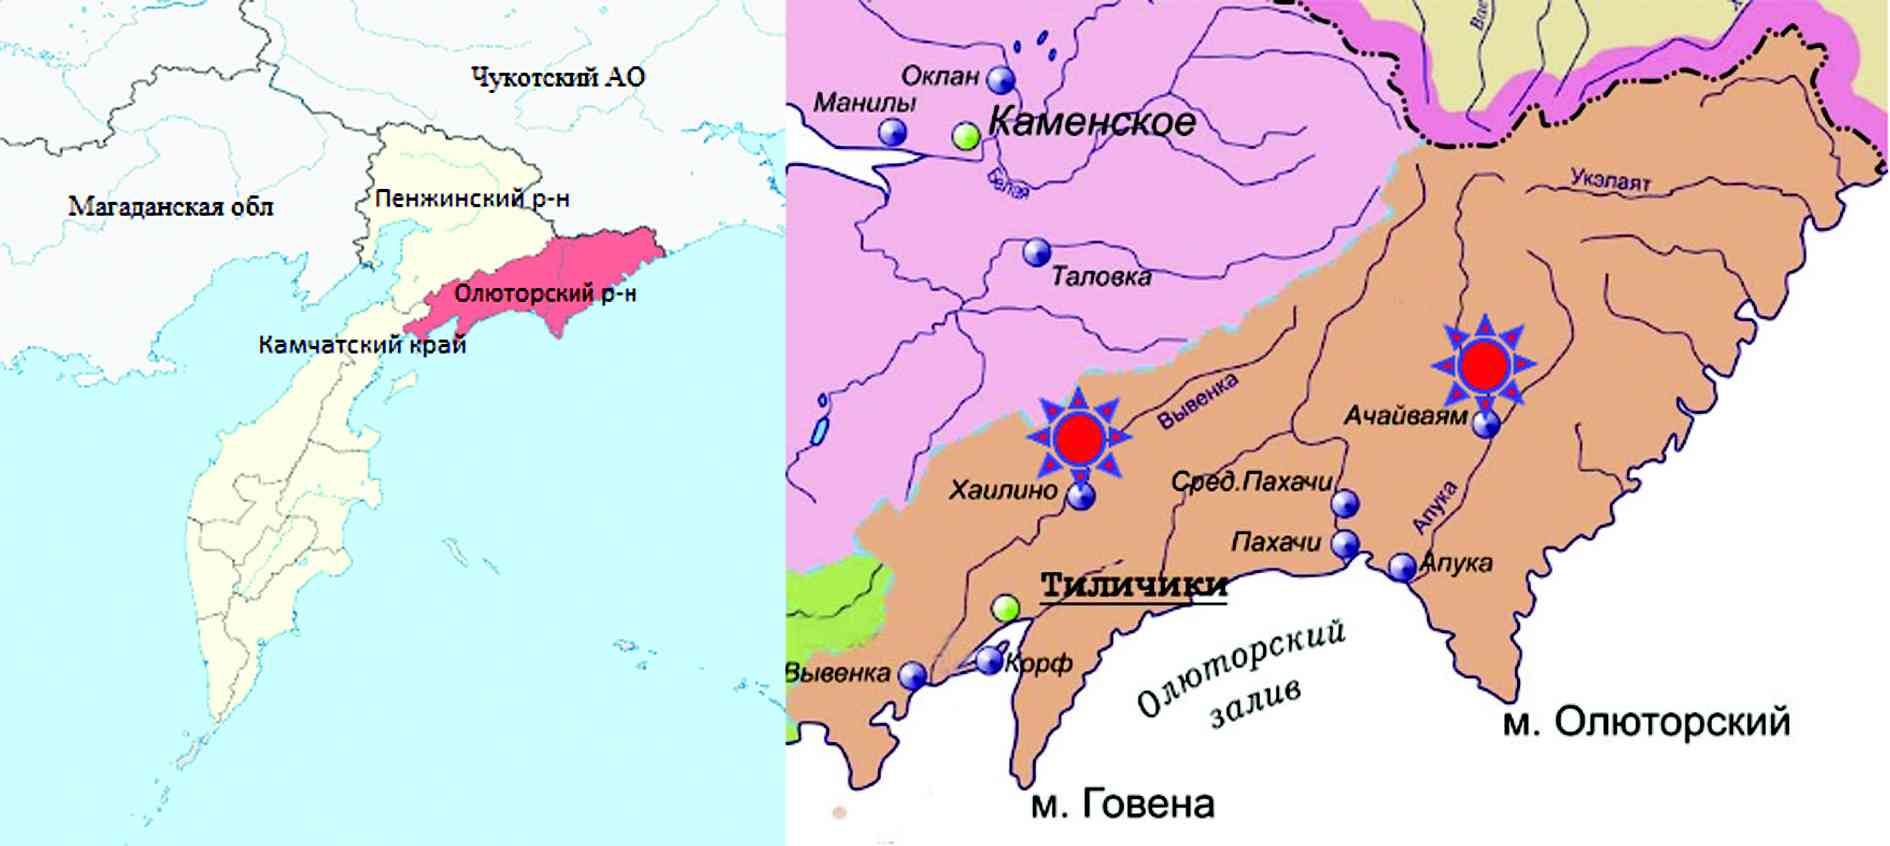 Чукотский АО
Магаданская обл
Пенжинский р-н
Олюторский р-н
Камчатский край
Оклан
Манилы
Каменское
Белая
Таловка
Укэлаят
Вывенка
Ачайваям
Хаилино
Сред.Пахачи
Апука
Пахачи
Апука
Тиличики
Вывенка
Корф
Олюторский
залив
м. Олюторский
м. Говена